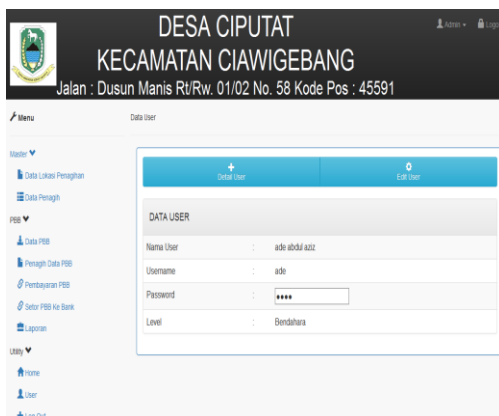 DESA CIPUTAT
Admin
Logo
KECAMATAN CIAWIGEBANG
Jalan : Dusun Manis Rt/Rw. 01/02 No. 58 Kode Pos : 45591
Menu
Data User
Master
Data Lokasi Penagihan
Data Penagih
PBB
Data PBB
Penagih Data PBB
Pembayaran PBB
Setor PBB Ke Bank
Laporan
Utility
Home
User
Log Out
Detail User
Edit User
DATA USER
Nama User : ade abdul aziz
Username : ade
Password : ••••
Level : Bendahara